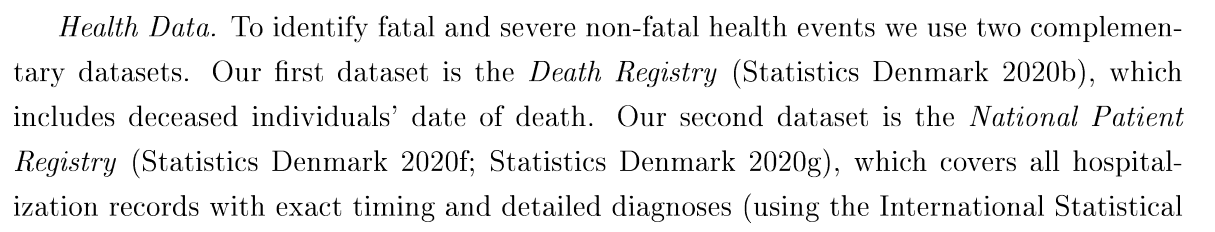 Health Data. To identify fatal and severe non-fatal health events we use two complemen-
tary datasets. Our first dataset is the Death Registry (Statistics Denmark 2020b), which
includes deceased individuals' date of death. Our second dataset is the National Patient
Registry (Statistics Denmark 2020f; Statistics Denmark 2020g), which covers all hospital-
ization records with exact timing and detailed diagnoses (using the International Statistical